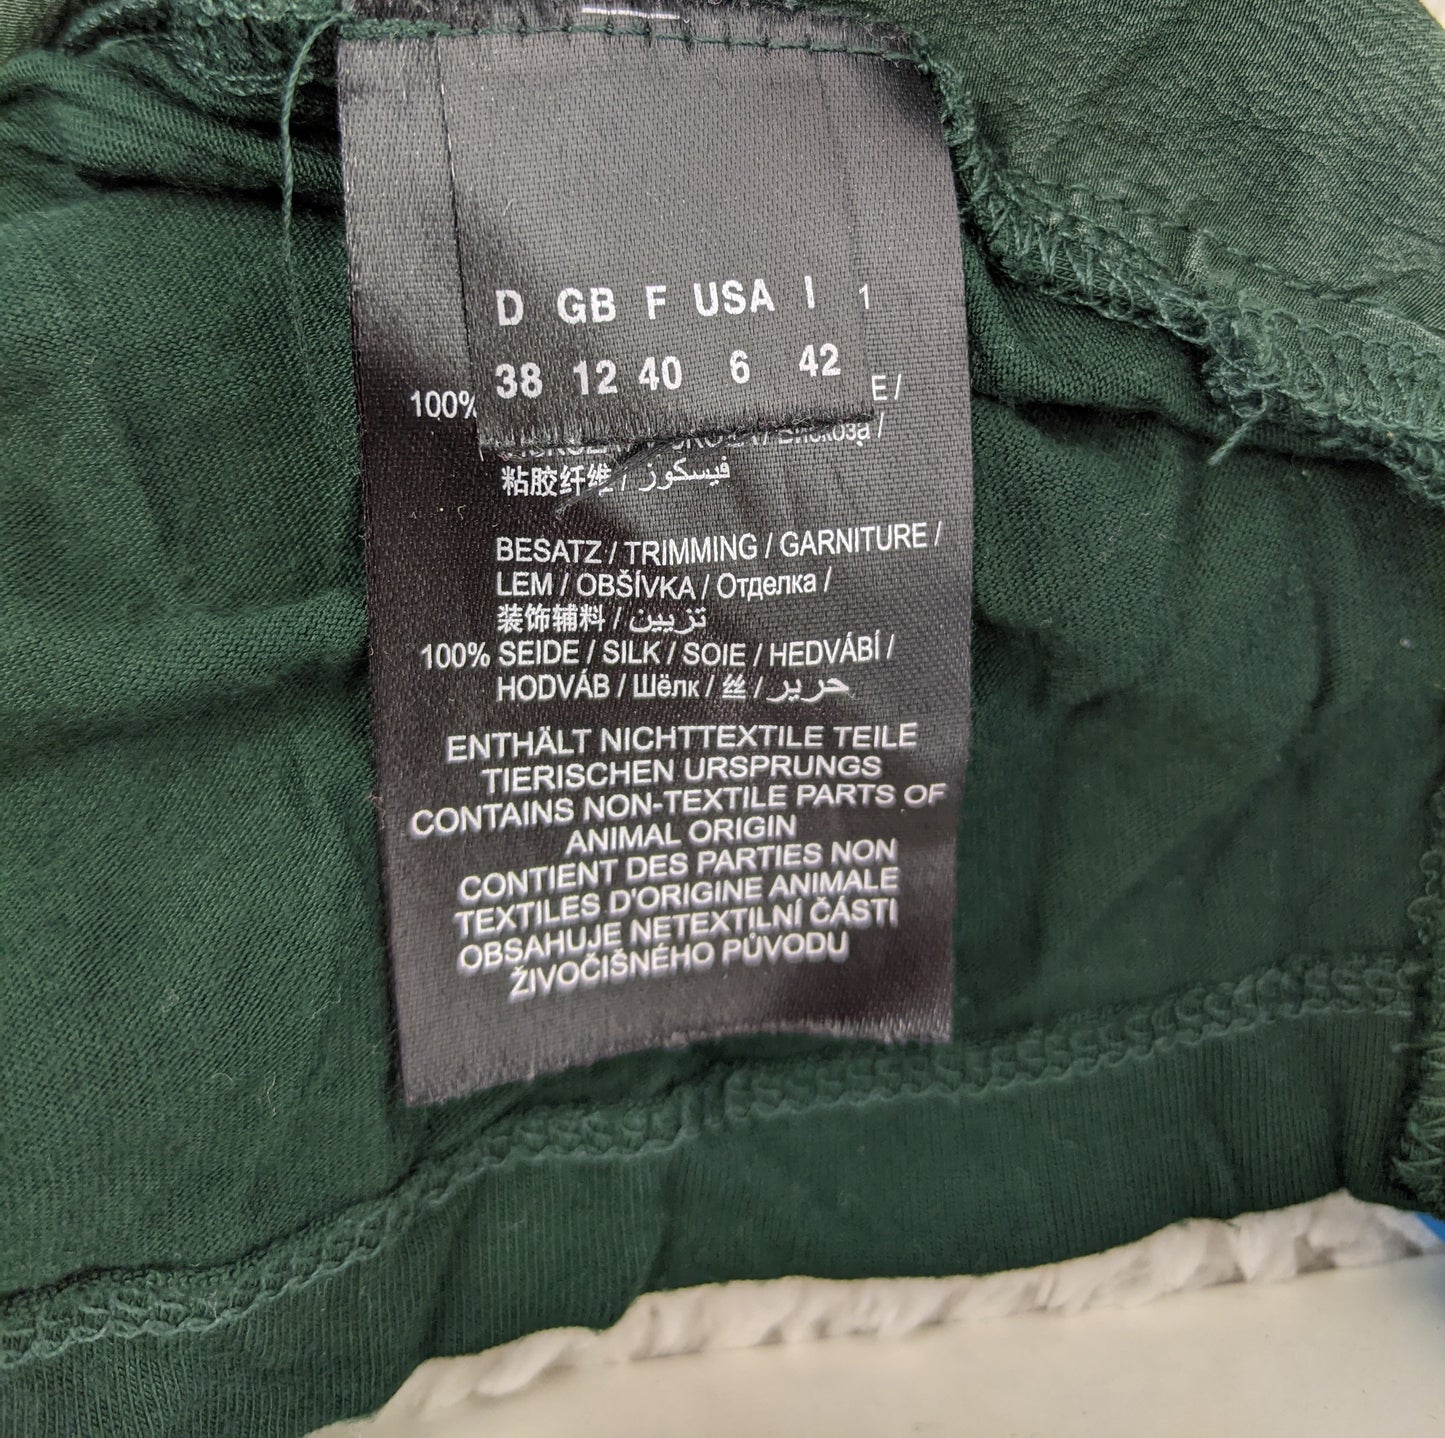 D GB F USA I 1
38 12 40 6 42
100% E /
/ Вискоза /
粘胶纤维 / فيسكوز
BESATZ / TRIMMING / GARNITURE /
LEM / OBŠÍVKA / Отделка /
装饰辅料 / تزيين
100% SEIDE / SILK / SOIE / HEDVÁBÍ /
HODVÁB / Шёлк / 丝 / حرير
ENTHÄLT NICHTTEXTILE TEILE
TIERISCHEN URSPRUNGS
CONTAINS NON-TEXTILE PARTS OF
ANIMAL ORIGIN
CONTIENT DES PARTIES NON
TEXTILES D'ORIGINE ANIMALE
OBSAHUJE NETEXTILNÍ ČÁSTI
ŽIVOČIŠNÉHO PŮVODU